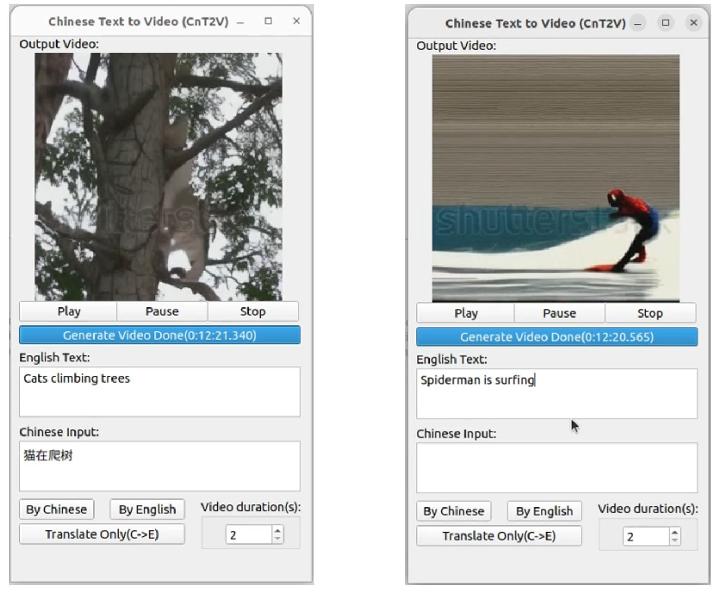 Chinese Text to Video (CnT2V)
Output Video:
shutterstock
Play Pause Stop
Generate Video Done(0:12:21.340)
English Text:
Cats climbing trees
Chinese Input:
猫在爬树
By Chinese By English Video duration(s):
Translate Only(C->E) 2
Chinese Text to Video (CnT2V)
Output Video:
shutterstock
Play Pause Stop
Generate Video Done(0:12:20.565)
English Text:
Spiderman is surfing
Chinese Input:
By Chinese By English Video duration(s):
Translate Only(C->E) 2